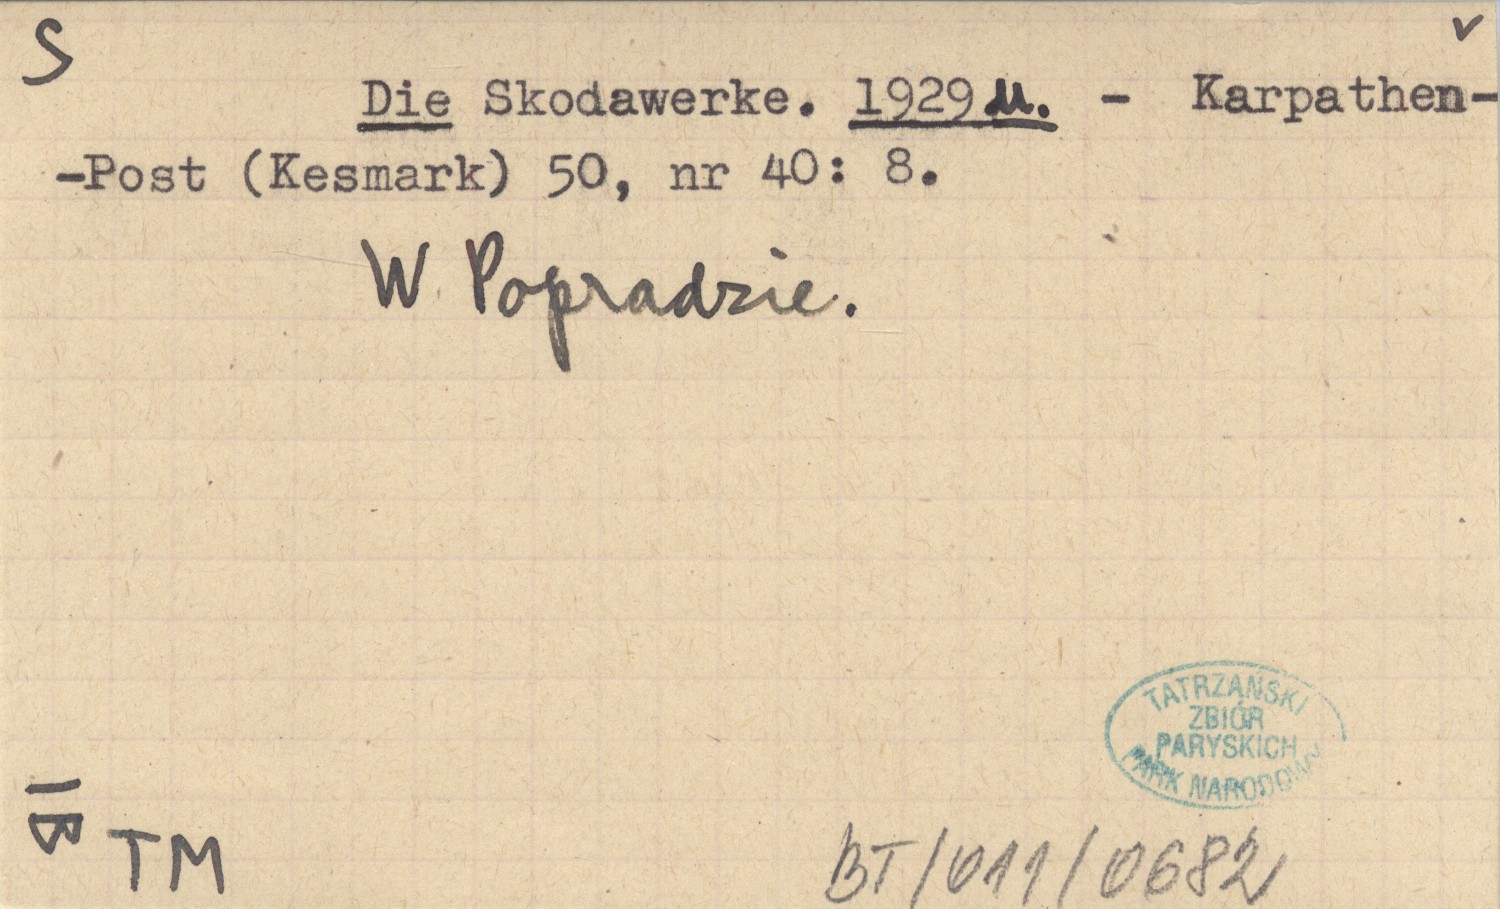 S
v
Die Skodawerke. 1929 u. - Karpathen-
-Post (Kesmark) 50, nr 40: 8.
W Popradzie.
TATRZAŃSKI
ZBIÓR
PARYSKICH
PARK NARODOWY
IB
TM
BT/011/0682